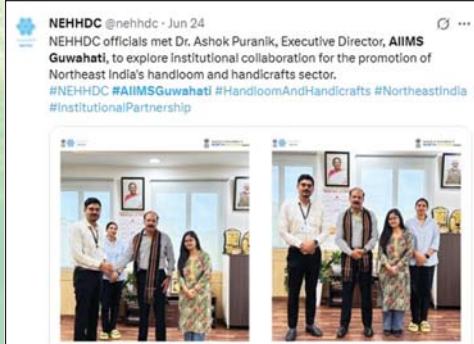 NEHHDC @nehhdc · Jun 24
NEHHDC officials met Dr. Ashok Puranik, Executive Director, AIIMS
Guwahati, to explore institutional collaboration for the promotion of
Northeast India's handloom and handicrafts sector.
#NEHHDC #AIIMSGuwahati #HandloomAndHandicrafts #NortheastIndia
#InstitutionalPartnership